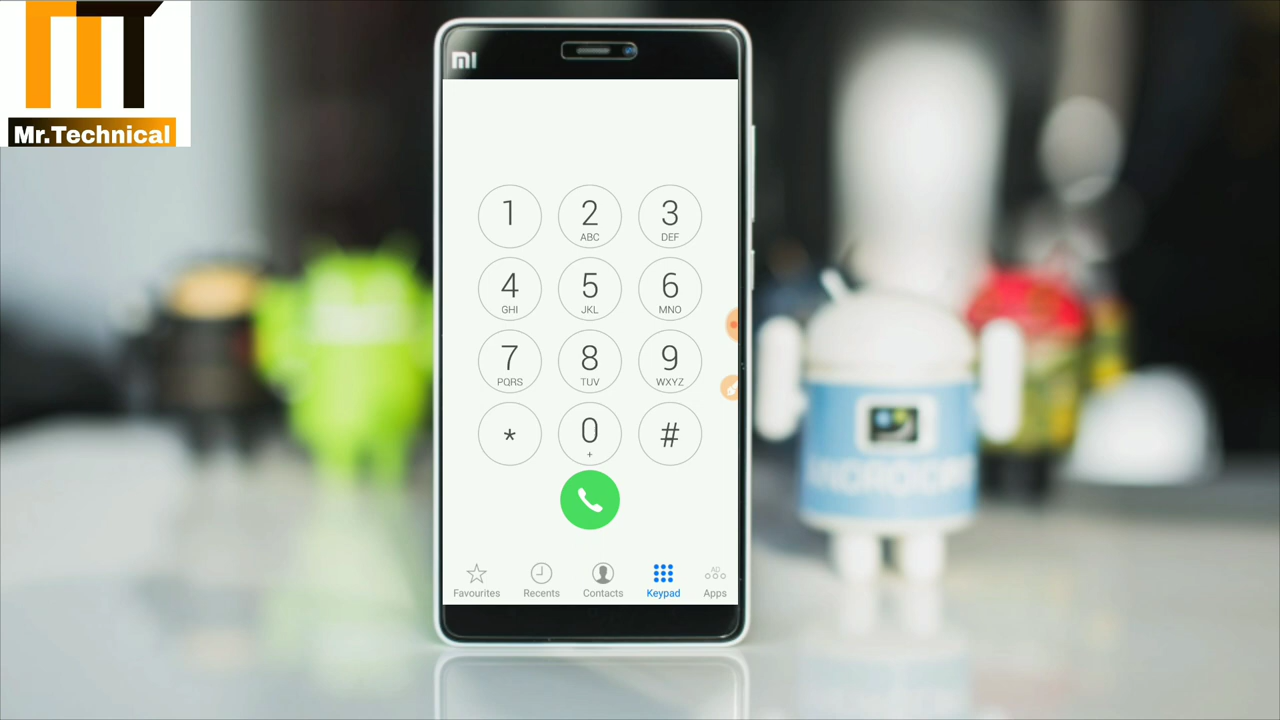 Mr.Technical
mi
1
2
ABC
3
DEF
4
GHI
5
JKL
6
MNO
7
PQRS
8
TUV
9
WXYZ
*
0
+
#
AD
Favourites
Recents
Contacts
Keypad
Apps